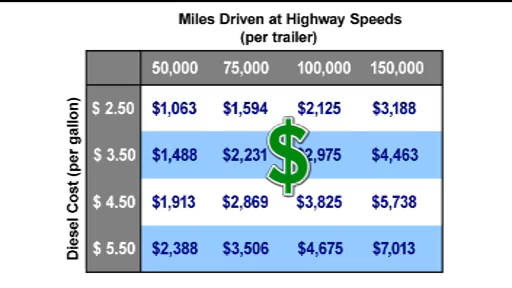 Miles Driven at Highway Speeds
(per trailer)
50,000 75,000 100,000 150,000
Diesel Cost (per gallon)
$ 2.50 $1,063 $1,594 $2,125 $3,188
$ 3.50 $1,488 $2,231 $2,975 $4,463
$ 4.50 $1,913 $2,869 $3,825 $5,738
$ 5.50 $2,388 $3,506 $4,675 $7,013
$